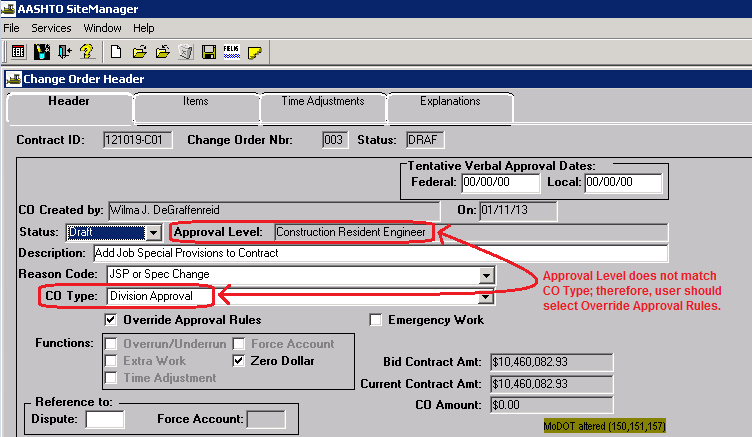 AASHTO SiteManager
File Services Window Help
FIELDS
Change Order Header
Header Items Time Adjustments Explanations
Contract ID: 121019-C01 Change Order Nbr: 003 Status: DRAF
Tentative Verbal Approval Dates:
Federal: 00/00/00 Local: 00/00/00
CO Created by: Wilma J. DeGraffenreid On: 01/11/13
Status: Draft Approval Level: Construction Resident Engineer
Description: Add Job Special Provisions to Contract
Reason Code: JSP or Spec Change
CO Type: Division Approval
Approval Level does not match
CO Type; therefore, user should
select Override Approval Rules.
Override Approval Rules Emergency Work
Functions: Overrun/Underrun Force Account
Extra Work Zero Dollar
Time Adjustment
Bid Contract Amt: $10,460,082.93
Current Contract Amt: $10,460,082.93
CO Amount: $0.00
Reference to:
Dispute: Force Account:
MoDOT altered (150,151,157)